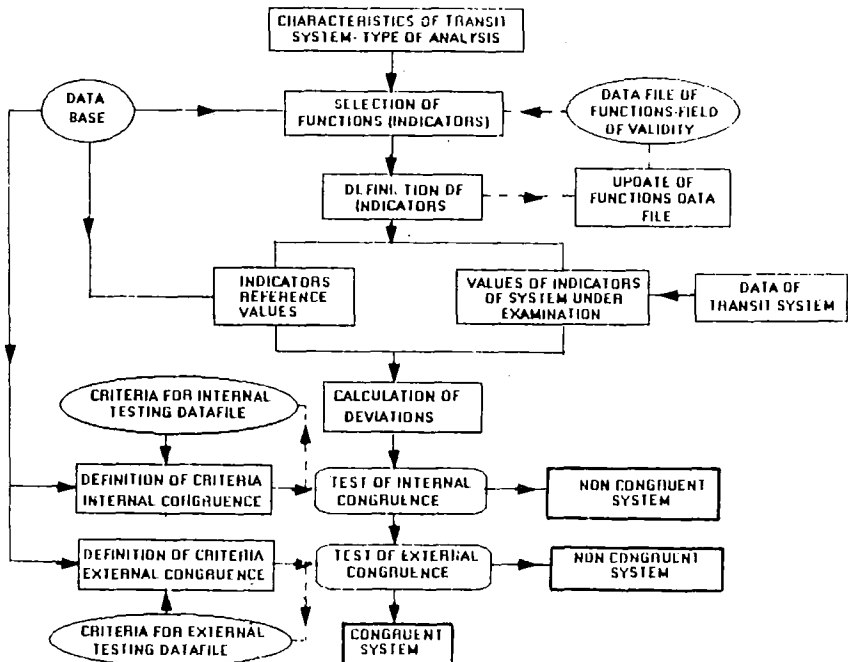 CHARACTERISTICS OF TRANSIT
SYSTEM- TYPE OF ANALYSIS
DATA
BASE
SELECTION OF
FUNCTIONS (INDICATORS)
DATA FILE OF
FUNCTIONS-FIELD
OF VALIDITY
DEFINITION OF
INDICATORS
UPDATE OF
FUNCTIONS DATA
FILE
INDICATORS
REFERENCE
VALUES
VALUES OF INDICATORS
OF SYSTEM UNDER
EXAMINATION
DATA OF
TRANSIT SYSTEM
CRITERIA FOR INTERNAL
TESTING DATAFILE
CALCULATION OF
DEVIATIONS
DEFINITION OF CRITERIA
INTERNAL CONGRUENCE
TEST OF INTERNAL
CONGRUENCE
NON CONGRUENT
SYSTEM
DEFINITION OF CRITERIA
EXTERNAL CONGRUENCE
TEST OF EXTERNAL
CONGRUENCE
NON CONGRUENT
SYSTEM
CRITERIA FOR EXTERNAL
TESTING DATAFILE
CONGRUENT
SYSTEM